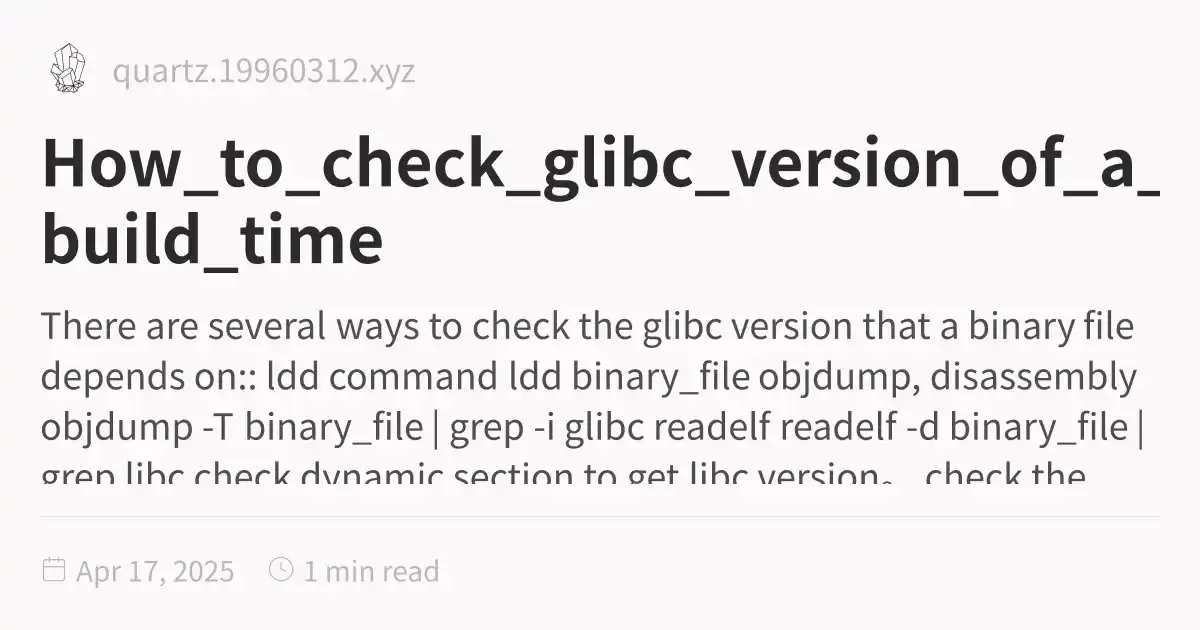 quartz.19960312.xyz
How_to_check_glibc_version_of_a_
build_time
There are several ways to check the glibc version that a binary file
depends on:: ldd command ldd binary_file objdump, disassembly
objdump -T binary_file | grep -i glibc readelf readelf -d binary_file |
grep libc check dynamic section to get libc version。 check the
Apr 17, 2025 1 min read